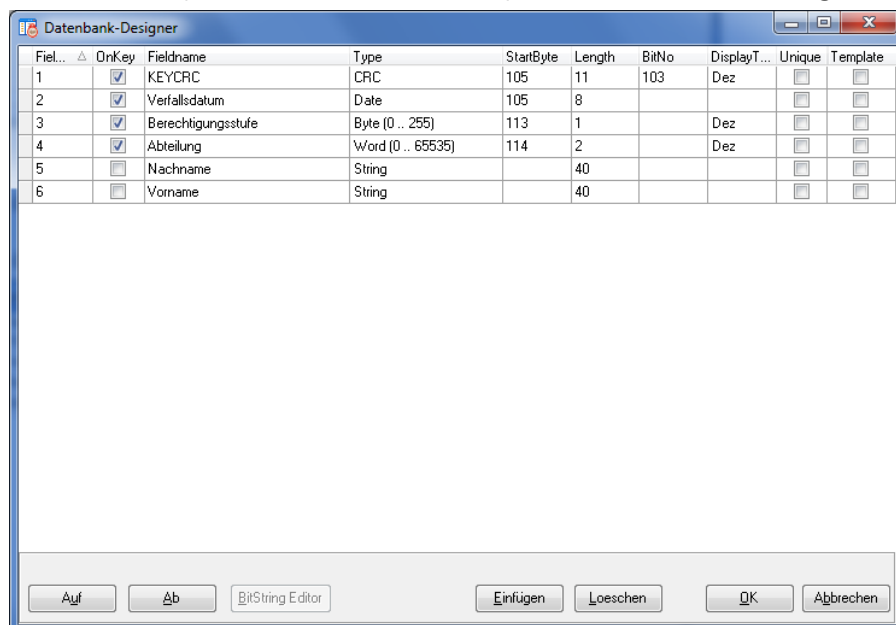 Datenbank-Designer
Fiel... OnKey Fieldname Type StartByte Length BitNo DisplayT... Unique Template
1 KEYCRC CRC 105 11 103 Dez
2 Verfallsdatum Date 105 8
3 Berechtigungsstufe Byte (0 .. 255) 113 1 Dez
4 Abteilung Word (0 .. 65535) 114 2 Dez
5 Nachname String 40
6 Vorname String 40
Auf Ab BitString Editor Einfügen Loeschen OK Abbrechen